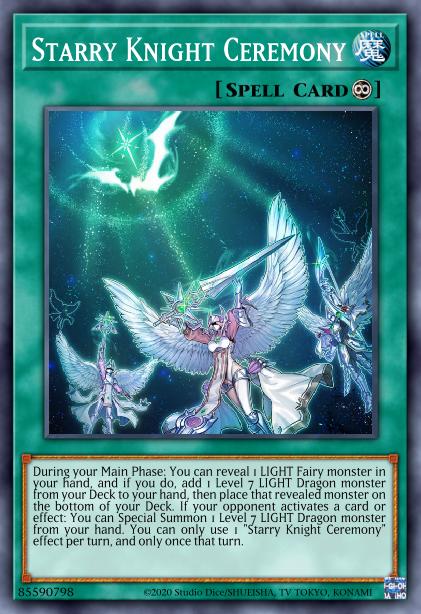 STARRY KNIGHT CEREMONY
SPELL
魔
[SPELL CARD]
During your Main Phase: You can reveal 1 LIGHT Fairy monster in
your hand, and if you do, add 1 Level 7 LIGHT Dragon monster
from your Deck to your hand, then place that revealed monster on
the bottom of your Deck. If your opponent activates a card or
effect: You can Special Summon 1 Level 7 LIGHT Dragon monster
from your hand. You can only use 1 "Starry Knight Ceremony"
effect per turn, and only once that turn.
85590798
©2020 Studio Dice/SHUEISHA, TV TOKYO, KONAMI